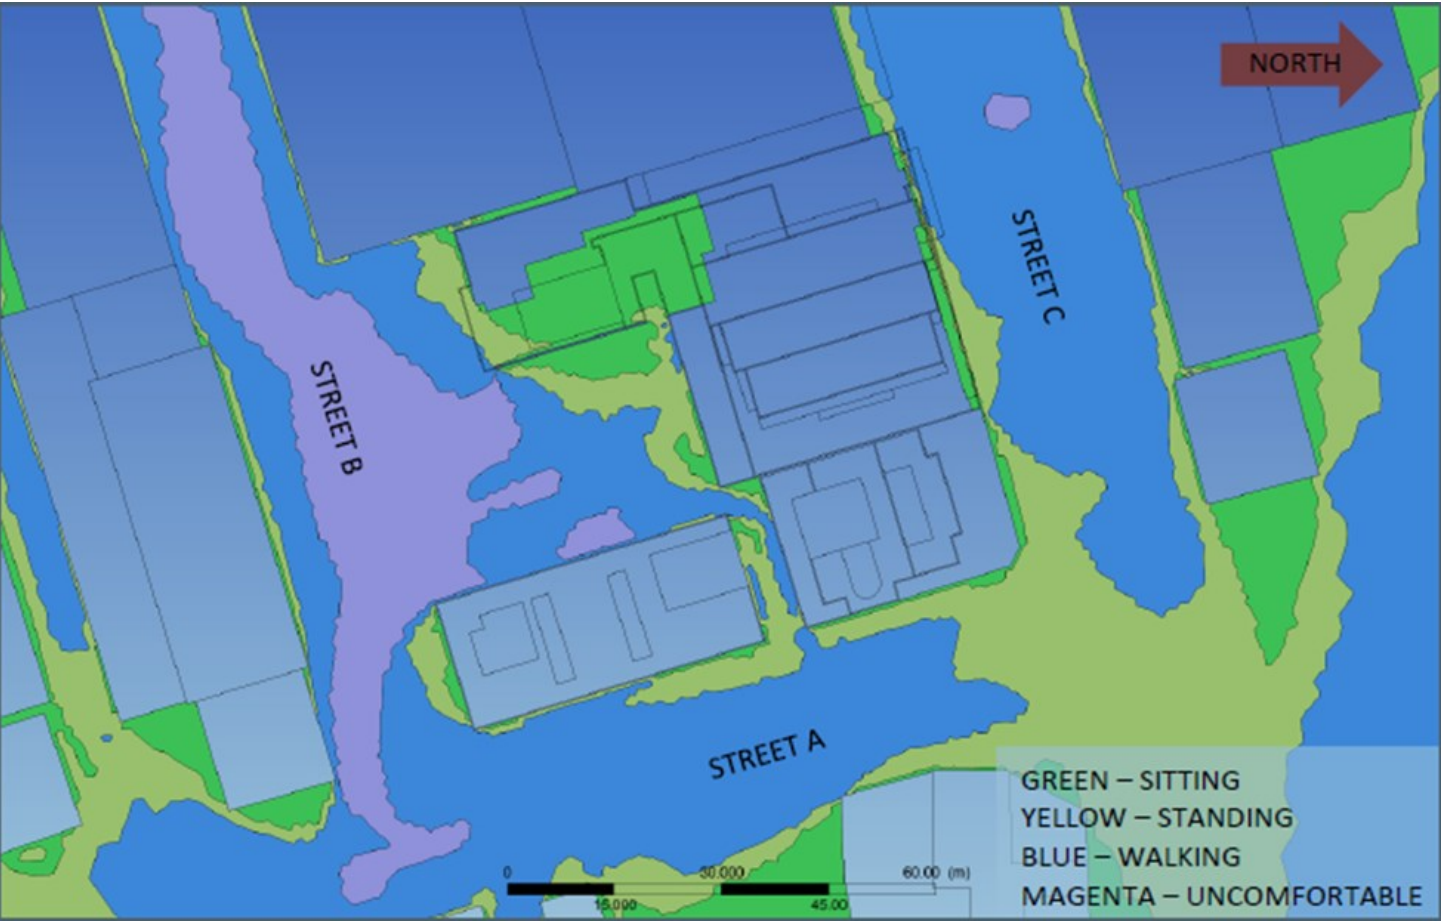 NORTH
STREET C
STREET B
STREET A
GREEN – SITTING
YELLOW – STANDING
BLUE – WALKING
MAGENTA – UNCOMFORTABLE
0 30.000 60.00 (m)
15.000 45.00